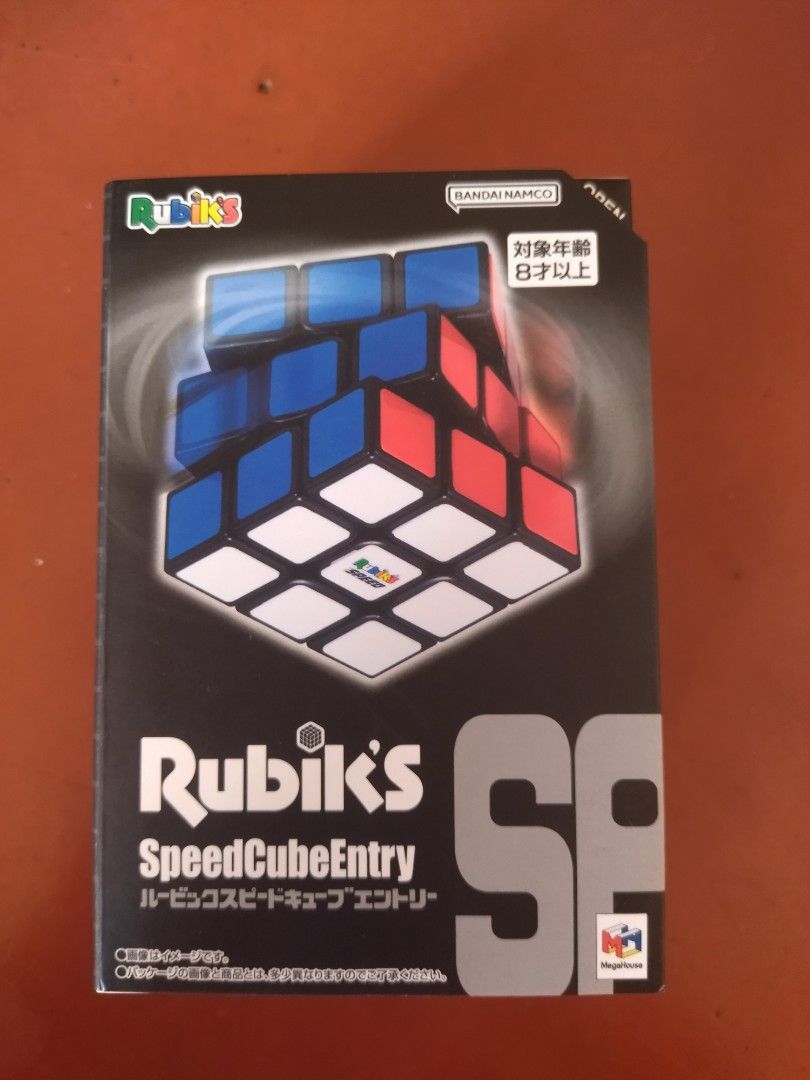 Rubik's
BANDAI NAMCO
OPEN
対象年齢
8才以上
Rubik's
SPEED
Rubik's
SpeedCubeEntry
ルービックスピードキューブエントリー
SP
●画像はイメージです。
●パッケージの画像と商品とは、多少異なりますのでご了承ください。
MegaHouse